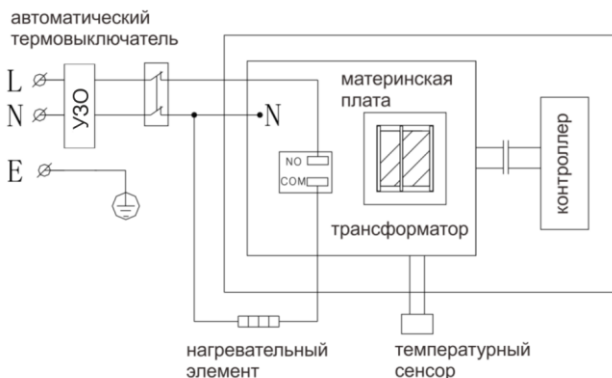 автоматический
термовыключатель
L
N
E
УЗО
N
NO
COM
материнская
плата
трансформатор
контроллер
нагревательный
элемент
температурный
сенсор